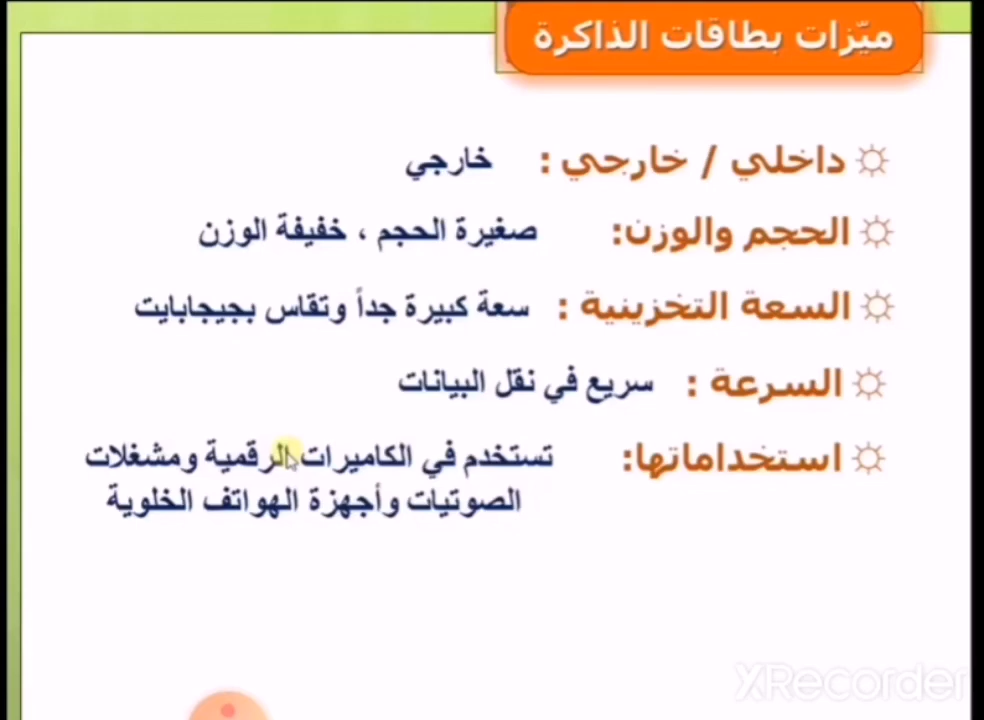 ميّزات بطاقات الذاكرة
داخلي / خارجي : خارجي
الحجم والوزن: صغيرة الحجم ، خفيفة الوزن
السعة التخزينية : سعة كبيرة جداً وتقاس بجيجابايت
السرعة : سريع في نقل البيانات
استخداماتها: تستخدم في الكاميرات الرقمية ومشغلات
الصوتيات وأجهزة الهواتف الخلوية
XRecorder